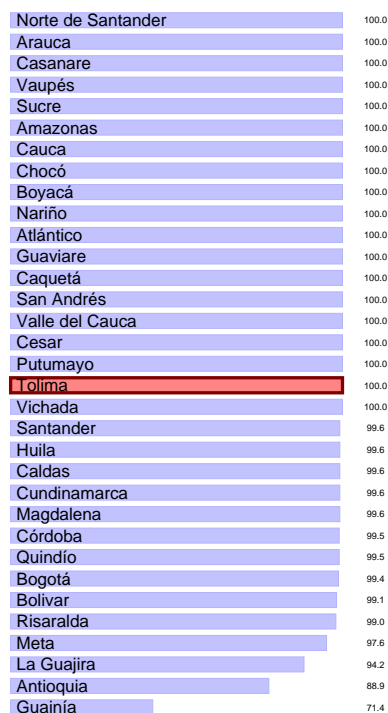 Norte de Santander 100.0
Arauca 100.0
Casanare 100.0
Vaupés 100.0
Sucre 100.0
Amazonas 100.0
Cauca 100.0
Chocó 100.0
Boyacá 100.0
Nariño 100.0
Atlántico 100.0
Guaviare 100.0
Caquetá 100.0
San Andrés 100.0
Valle del Cauca 100.0
Cesar 100.0
Putumayo 100.0
Tolima 100.0
Vichada 100.0
Santander 99.6
Huila 99.6
Caldas 99.6
Cundinamarca 99.6
Magdalena 99.6
Córdoba 99.5
Quindío 99.5
Bogotá 99.4
Bolivar 99.1
Risaralda 99.0
Meta 97.6
La Guajira 94.2
Antioquia 88.9
Guainía 71.4